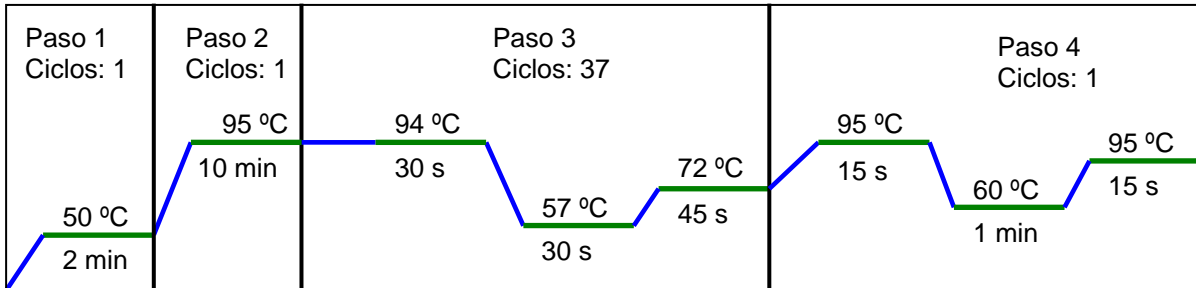 Paso 1
Ciclos: 1
50 ºC
2 min
Paso 2
Ciclos: 1
95 ºC
10 min
Paso 3
Ciclos: 37
94 ºC
30 s
57 ºC
30 s
72 ºC
45 s
Paso 4
Ciclos: 1
95 ºC
15 s
60 ºC
1 min
95 ºC
15 s